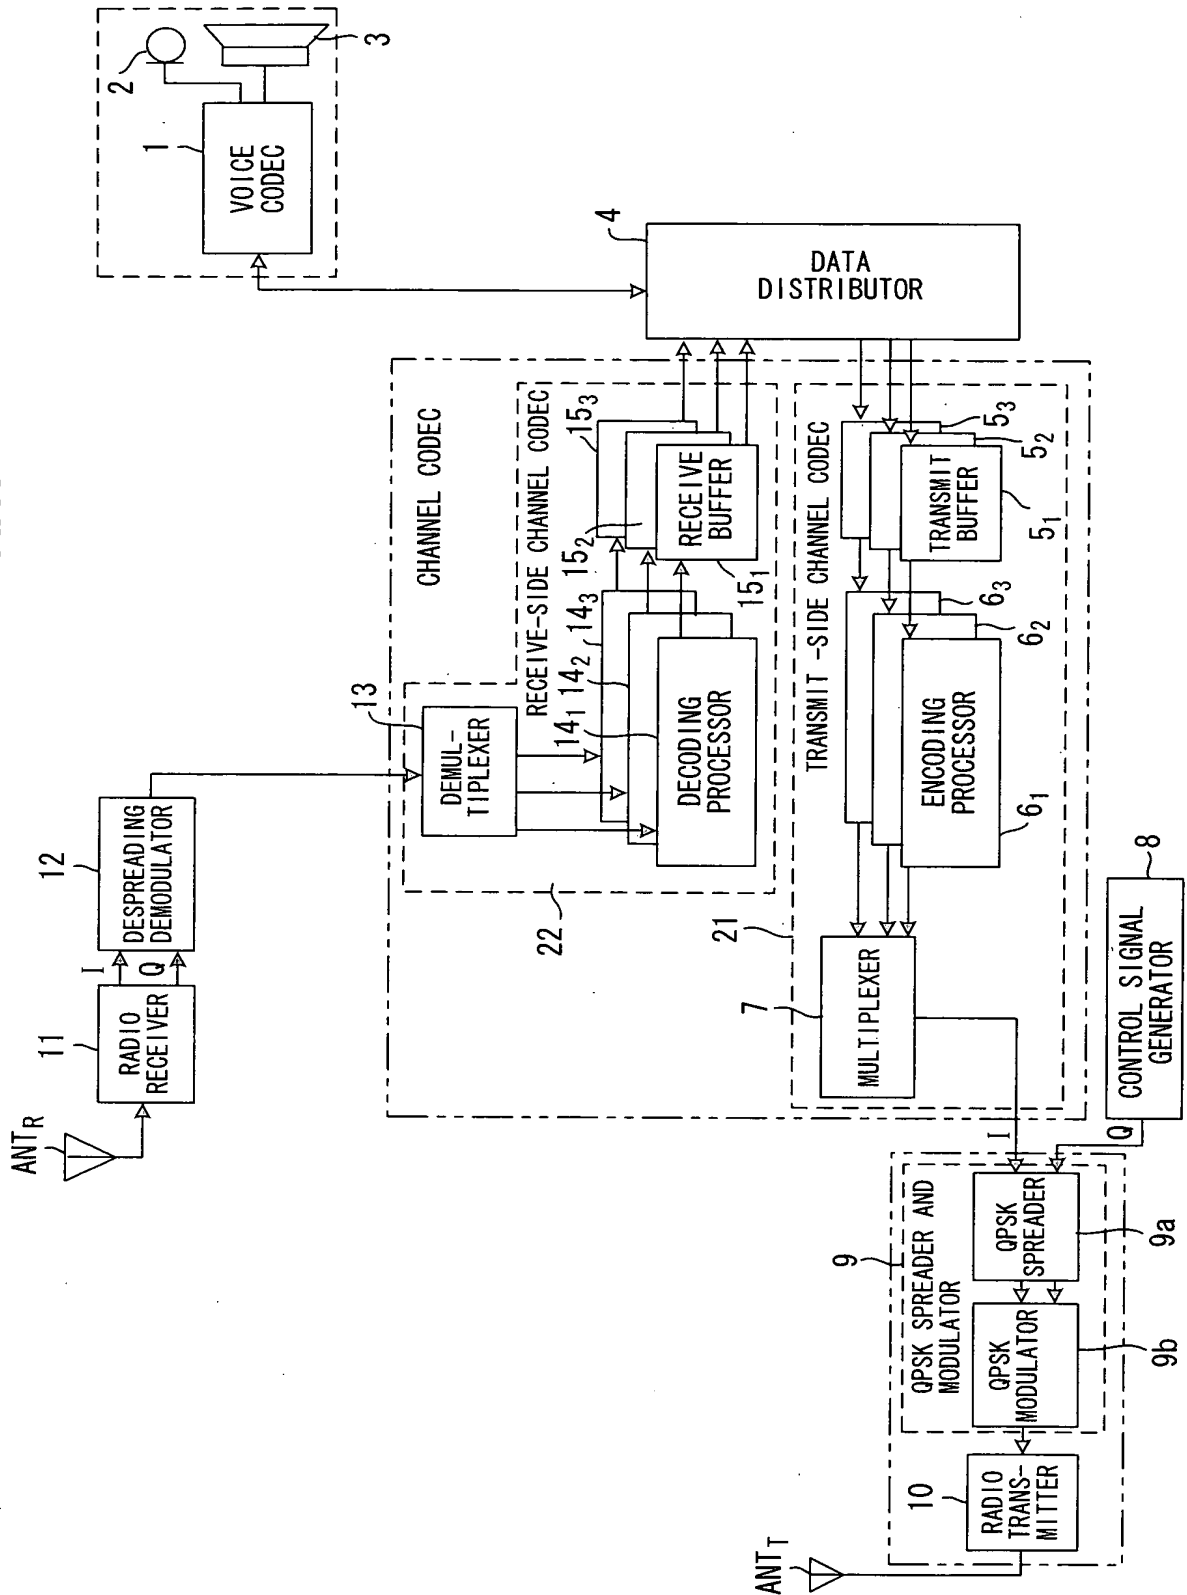 ANTR
11
RADIO
RECEIVER
I
Q
12
DESPREADING
DEMODULATOR
2
3
1
VOICE
CODEC
CHANNEL CODEC
13
DEMUL-
TIPLEXER
RECEIVE-SIDE CHANNEL CODEC
14₃
14₂
14₁
DECODING
PROCESSOR
15₃
15₂
RECEIVE
BUFFER
15₁
22
4
DATA
DISTRIBUTOR
21
TRANSMIT -SIDE CHANNEL CODEC
7
MULTIPLEXER
ENCODING
PROCESSOR
6₃
6₂
6₁
TRANSMIT
BUFFER
5₃
5₂
5₁
I
Q
8
CONTROL SIGNAL
GENERATOR
9
QPSK SPREADER AND
MODULATOR
QPSK
SPREADER
9a
QPSK
MODULATOR
9b
10
RADIO
TRANS-
MITTER
ANTT